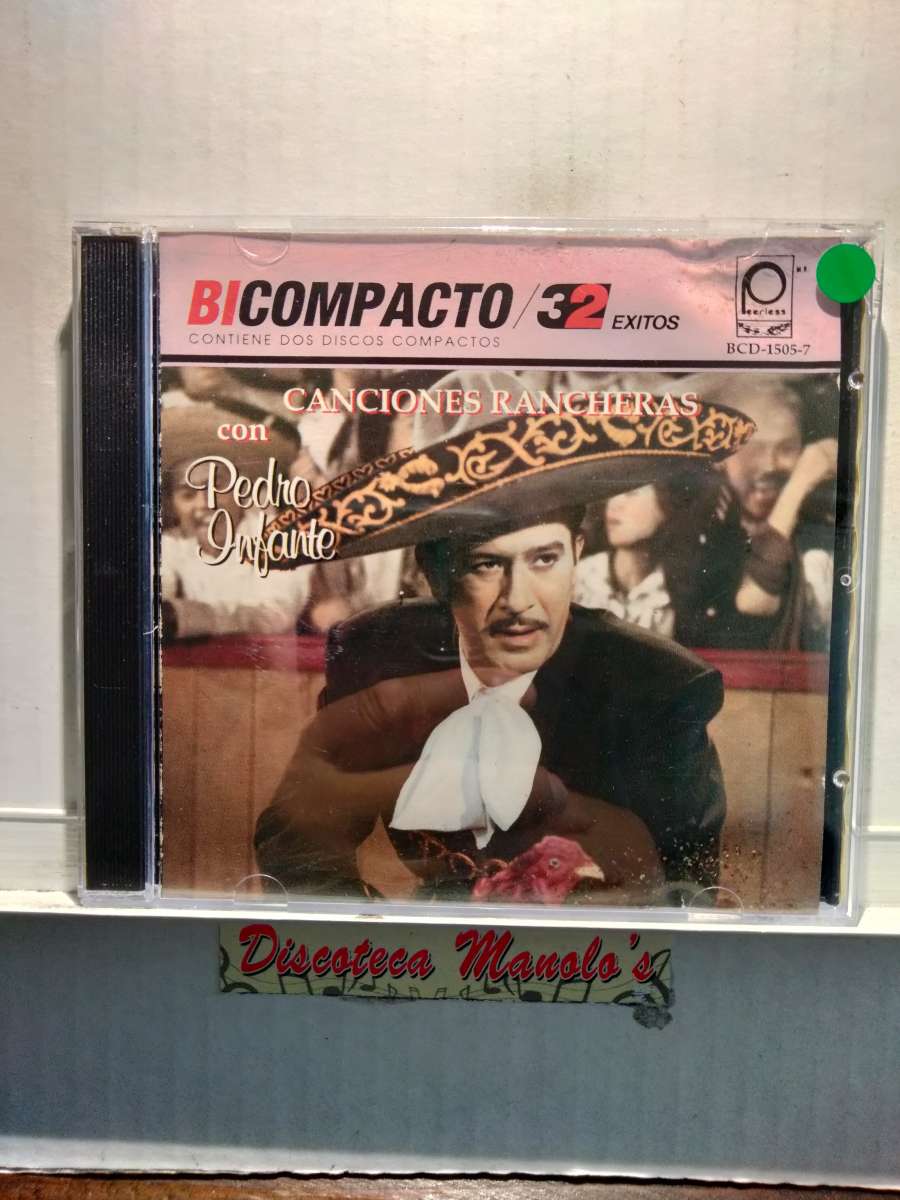 BICOMPACTO/32 EXITOS
CONTIENE DOS DISCOS COMPACTOS
Peerless
M.R.
BCD-1505-7
CANCIONES RANCHERAS
con
Pedro
Infante
Discoteca Manolo's